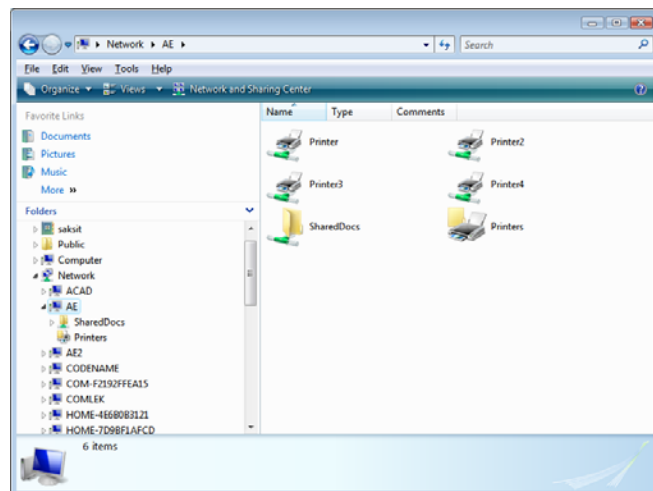 Network ▸ AE ▸
Search
File Edit View Tools Help
Organize Views Network and Sharing Center
Favorite Links
Documents
Pictures
Music
More »
Folders
saksit
Public
Computer
Network
ACAD
AE
SharedDocs
Printers
AE2
CODENAME
COM-F2192FFEA15
COMLEK
HOME-4E6B0B3121
HOME-7D9BF1AFCD
Name Type Comments
Printer Printer2
Printer3 Printer4
SharedDocs Printers
6 items